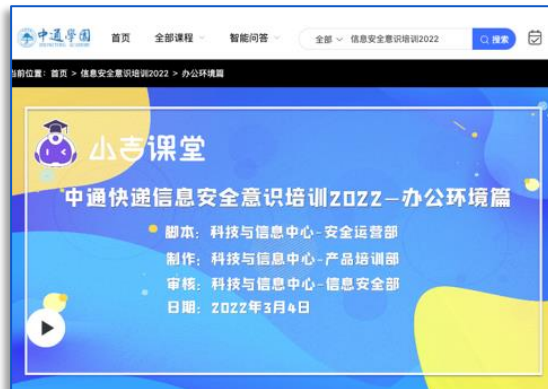 中通學園 首页 全部课程 智能问答 全部 信息安全意识培训2022 搜索
当前位置：首页 > 信息安全意识培训2022 > 办公环境篇
小吉课堂
中通快递信息安全意识培训2022—办公环境篇
脚本：科技与信息中心-安全运营部
制作：科技与信息中心-产品培训部
审核：科技与信息中心-信息安全部
日期：2022年3月4日